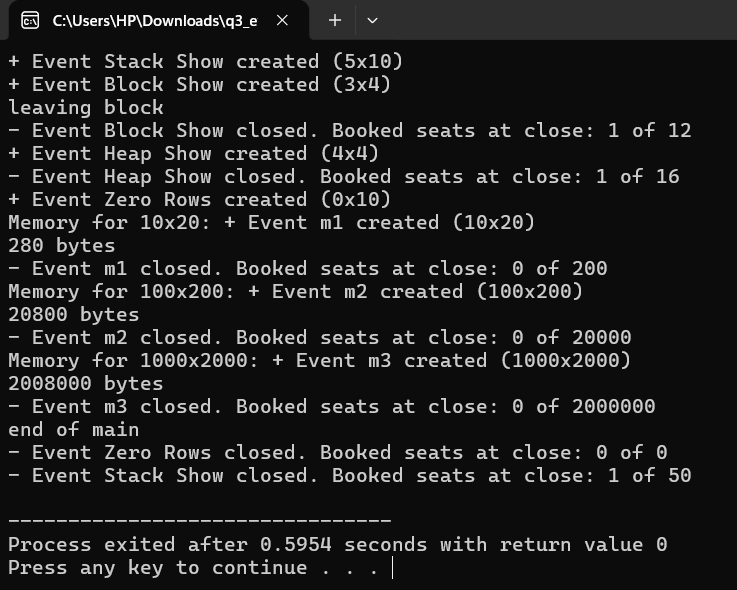 C:\Users\HP\Downloads\q3_e
+ Event Stack Show created (5x10)
+ Event Block Show created (3x4)
leaving block
- Event Block Show closed. Booked seats at close: 1 of 12
+ Event Heap Show created (4x4)
- Event Heap Show closed. Booked seats at close: 1 of 16
+ Event Zero Rows created (0x10)
Memory for 10x20: + Event m1 created (10x20)
280 bytes
- Event m1 closed. Booked seats at close: 0 of 200
Memory for 100x200: + Event m2 created (100x200)
20800 bytes
- Event m2 closed. Booked seats at close: 0 of 20000
Memory for 1000x2000: + Event m3 created (1000x2000)
2008000 bytes
- Event m3 closed. Booked seats at close: 0 of 2000000
end of main
- Event Zero Rows closed. Booked seats at close: 0 of 0
- Event Stack Show closed. Booked seats at close: 1 of 50
--------------------------------
Process exited after 0.5954 seconds with return value 0
Press any key to continue . . .